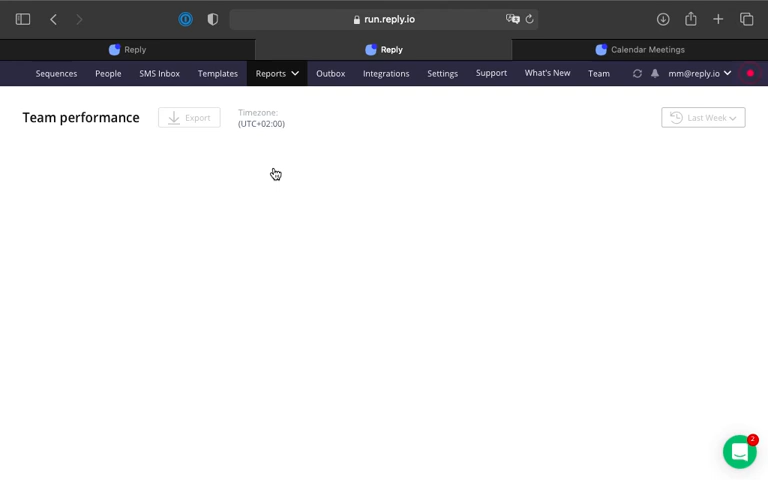 run.reply.io
Reply
Reply
Calendar Meetings
Sequences People SMS Inbox Templates Reports Outbox Integrations Settings Support What's New Team mm@reply.io
Team performance
Export
Timezone:
(UTC+02:00)
Last Week
2